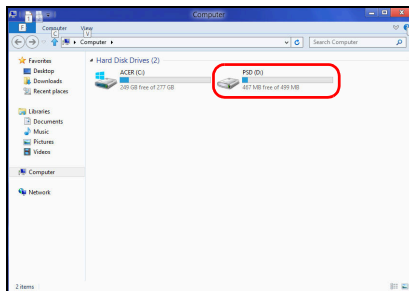 Computer
F Computer View
C V
Computer
Search Computer
Favorites
Desktop
Downloads
Recent places
Libraries
Documents
Music
Pictures
Videos
Computer
Network
Hard Disk Drives (2)
ACER (C:)
249 GB free of 277 GB
PSD (D:)
467 MB free of 499 MB
2 items